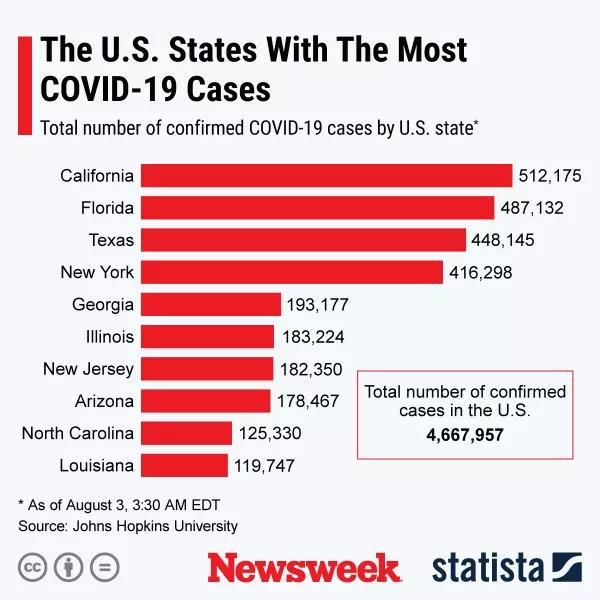 The U.S. States With The Most
COVID-19 Cases
Total number of confirmed COVID-19 cases by U.S. state*
California 512,175
Florida 487,132
Texas 448,145
New York 416,298
Georgia 193,177
Illinois 183,224
New Jersey 182,350
Arizona 178,467
North Carolina 125,330
Louisiana 119,747
Total number of confirmed
cases in the U.S.
4,667,957
* As of August 3, 3:30 AM EDT
Source: Johns Hopkins University
cc Newsweek statista